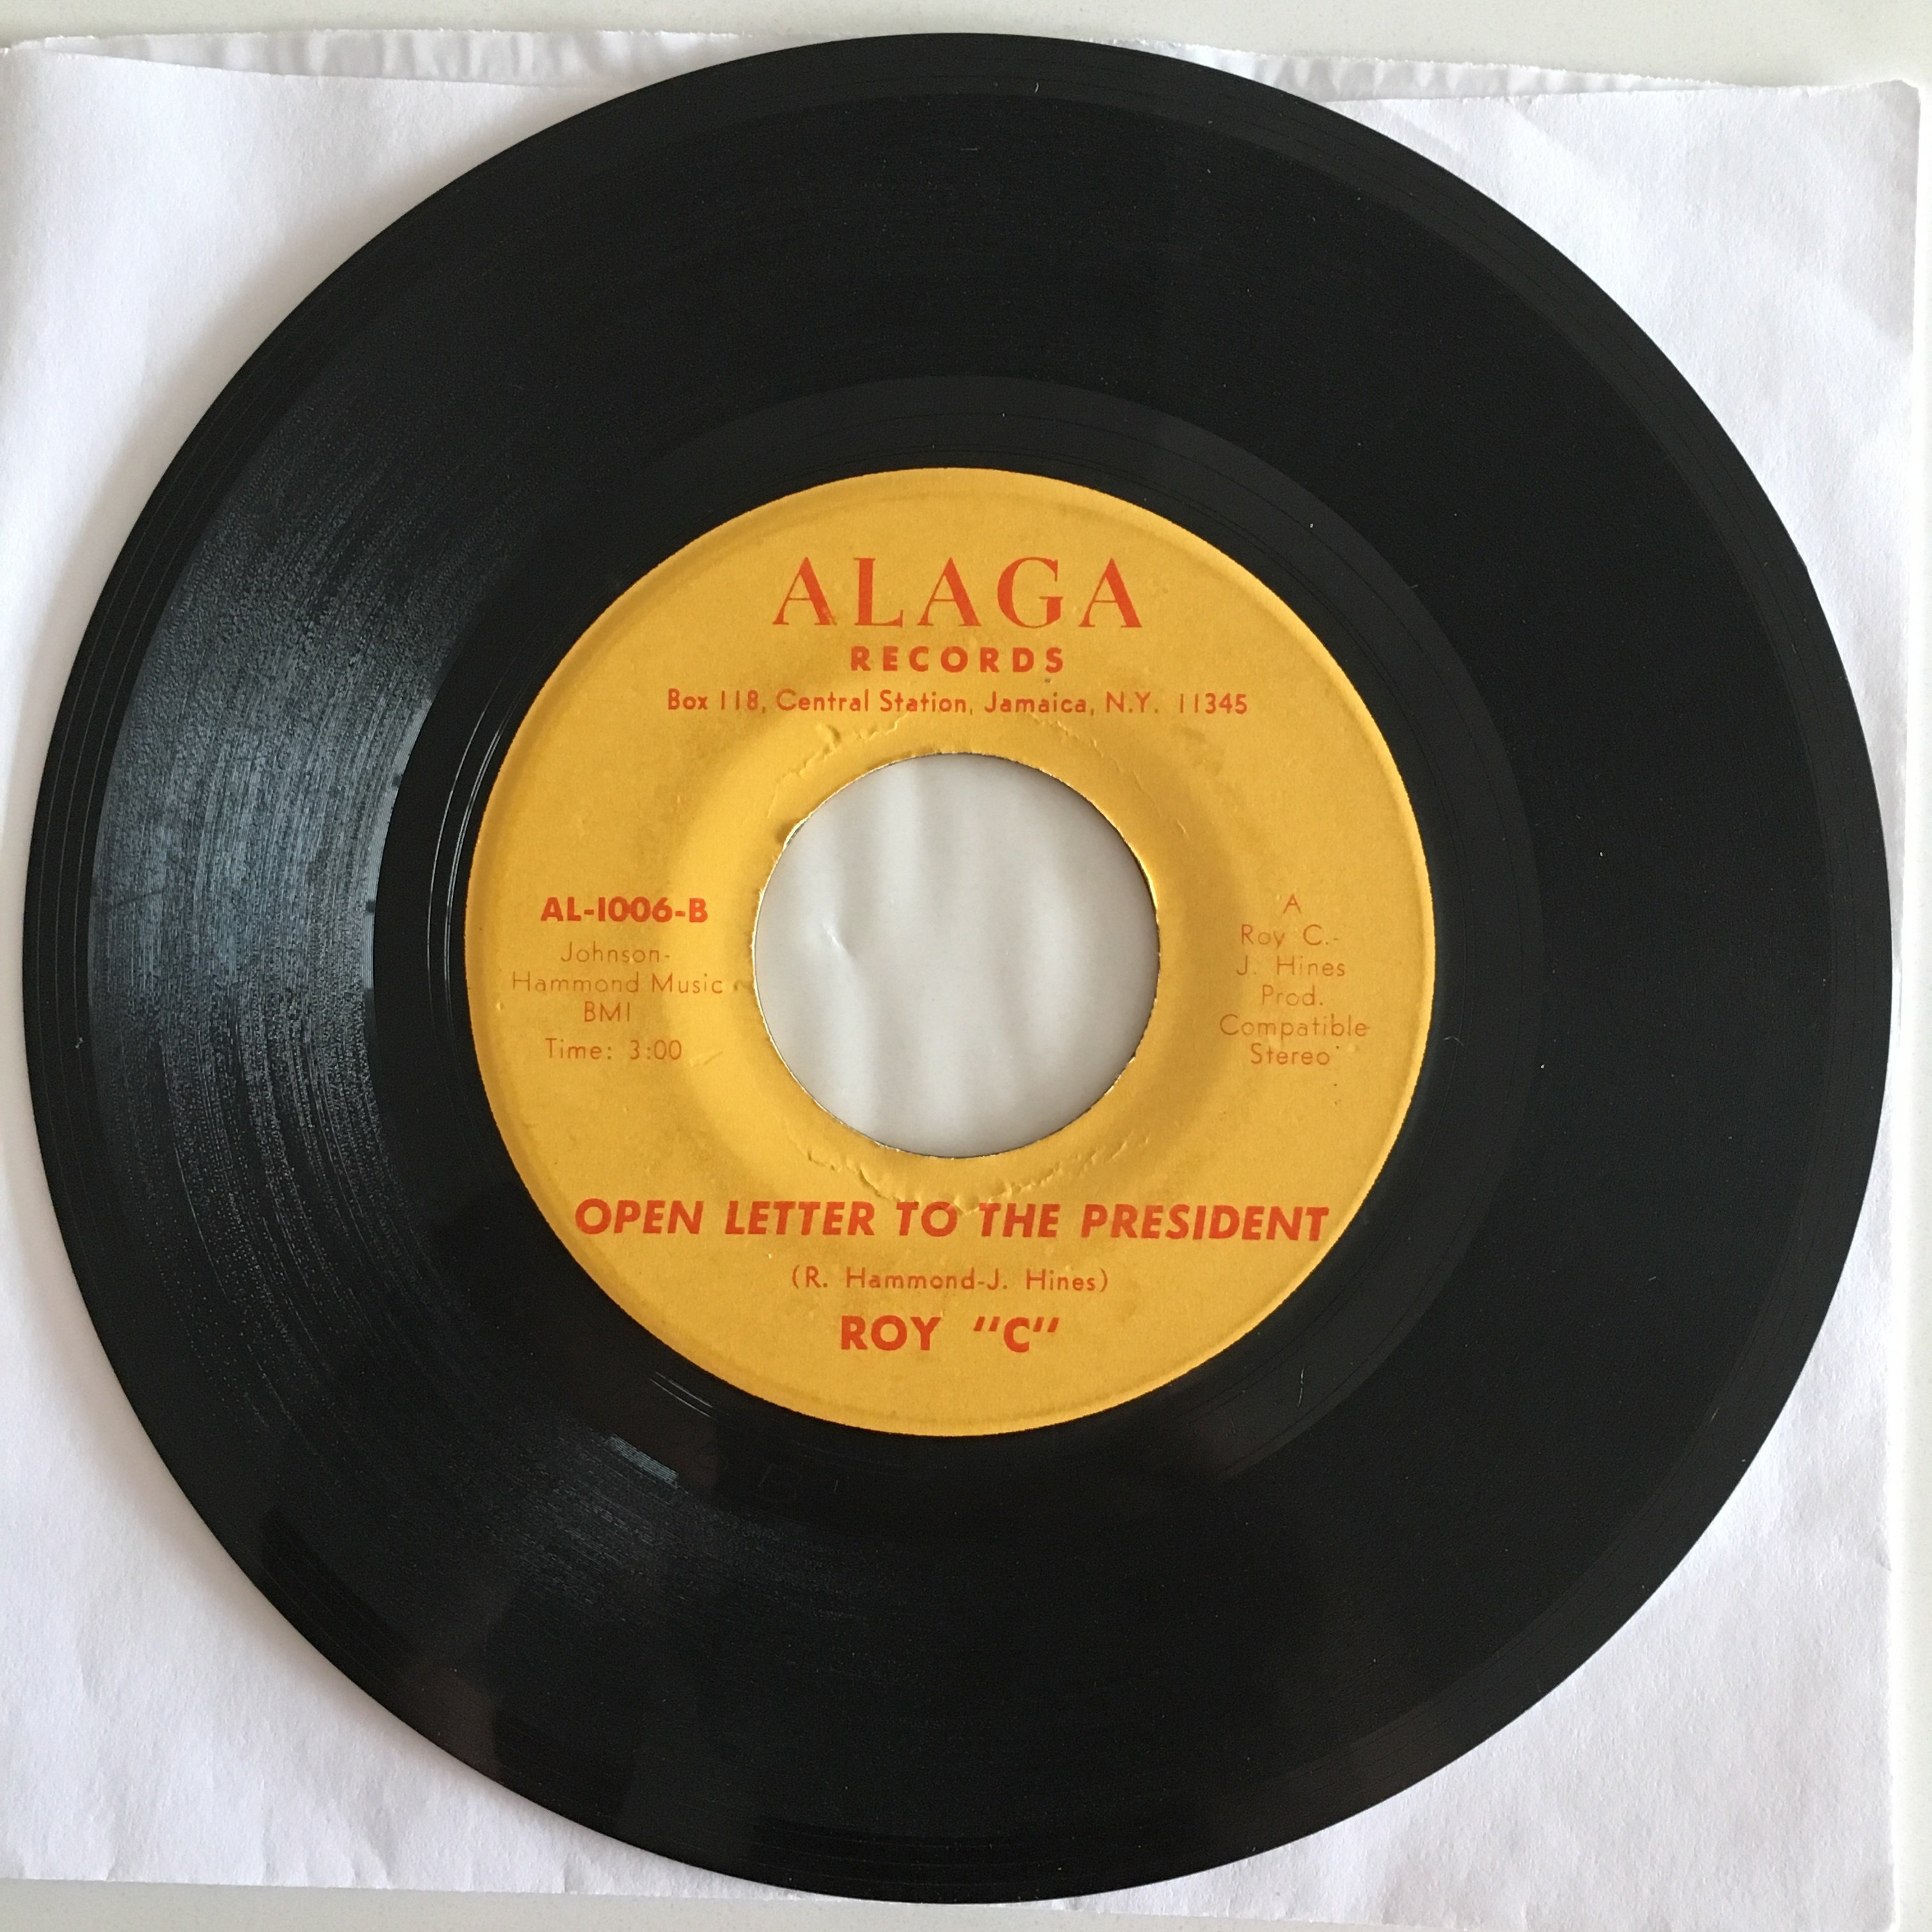 ALAGA
RECORDS
Box 118, Central Station, Jamaica, N.Y. 11345
AL-1006-B
Johnson-
Hammond Music
BMI
Time: 3:00
A
Roy C.-
J. Hines
Prod.
Compatible
Stereo
OPEN LETTER TO THE PRESIDENT
(R. Hammond-J. Hines)
ROY "C"